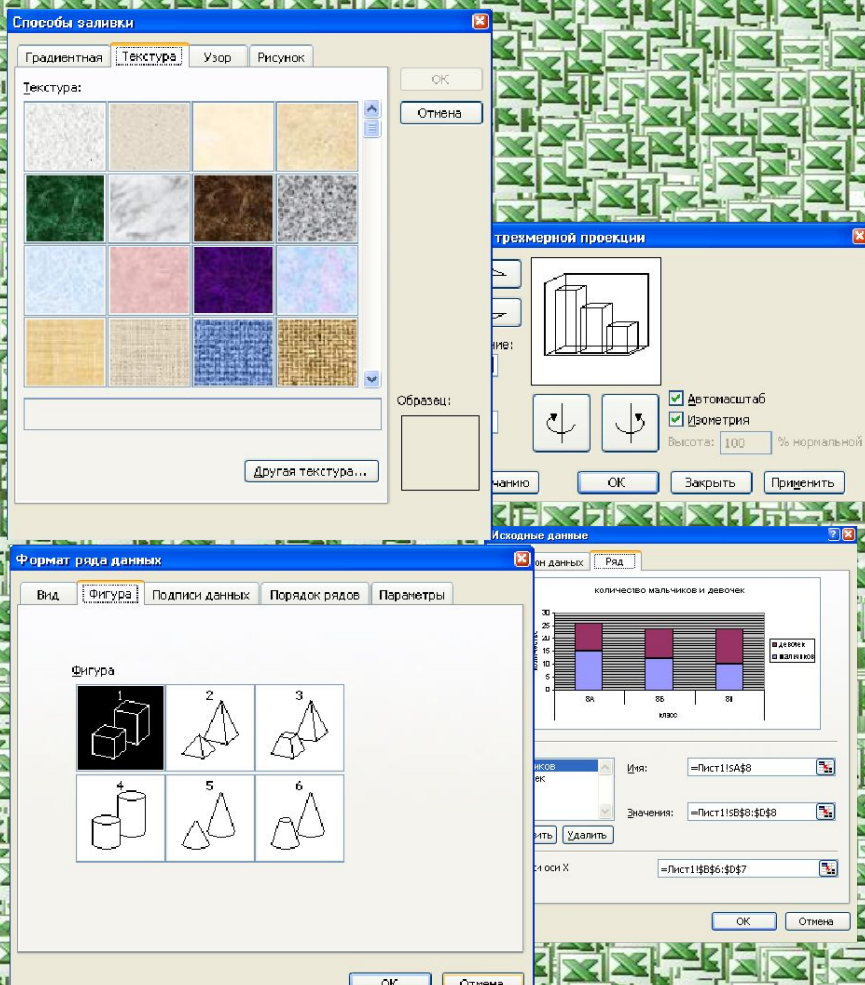 Способы заливки
Градиентная Текстура Узор Рисунок
Текстура:
ОК
Отмена
Образец:
Другая текстура...
трехмерной проекции
ние:
Автомасштаб
Изометрия
Высота: 100 % нормальной
чанию ОК Закрыть Применить
Исходные данные
он данных Ряд
количество мальчиков и девочек
30
25
20
15
10
5
0
8А 8Б 8В
класс
девочек
мальчиков
иков
ек
Имя: =Лист1!$A$8
Значения: =Лист1!$B$8:$D$8
ить Удалить
си оси X =Лист1!$B$6:$D$7
ОК Отмена
Формат ряда данных
Вид Фигура Подписи данных Порядок рядов Параметры
Фигура
1 2 3
4 5 6
ОК Отмена